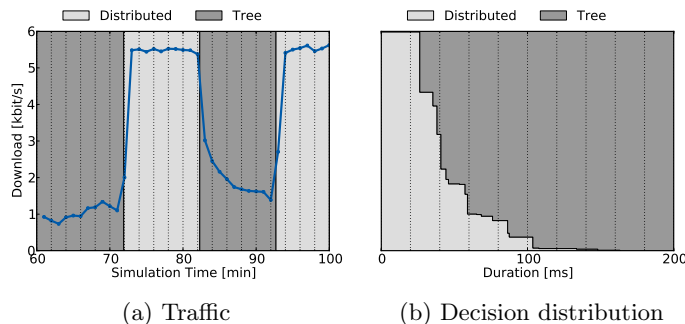 Distributed Tree
Distributed Tree
6
5
4
3
2
1
0
Download [kbit/s]
60 70 80 90 100
Simulation Time [min]
0 100 200
Duration [ms]
(a) Traffic
(b) Decision distribution